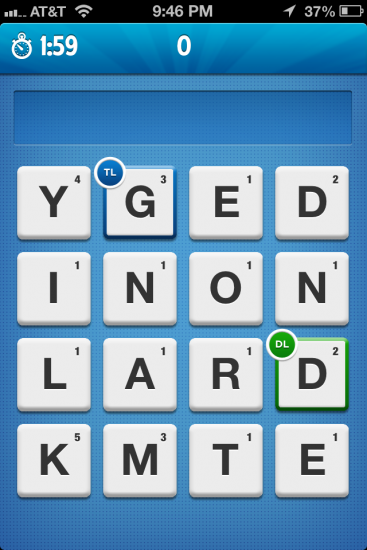 AT&T 9:46 PM 37%
1:59 0
Y 4 TL G 3 E 1 D 2
I 1 N 1 O 1 N 1
L 1 A 1 R 1 DL D 2
K 5 M 3 T 1 E 1